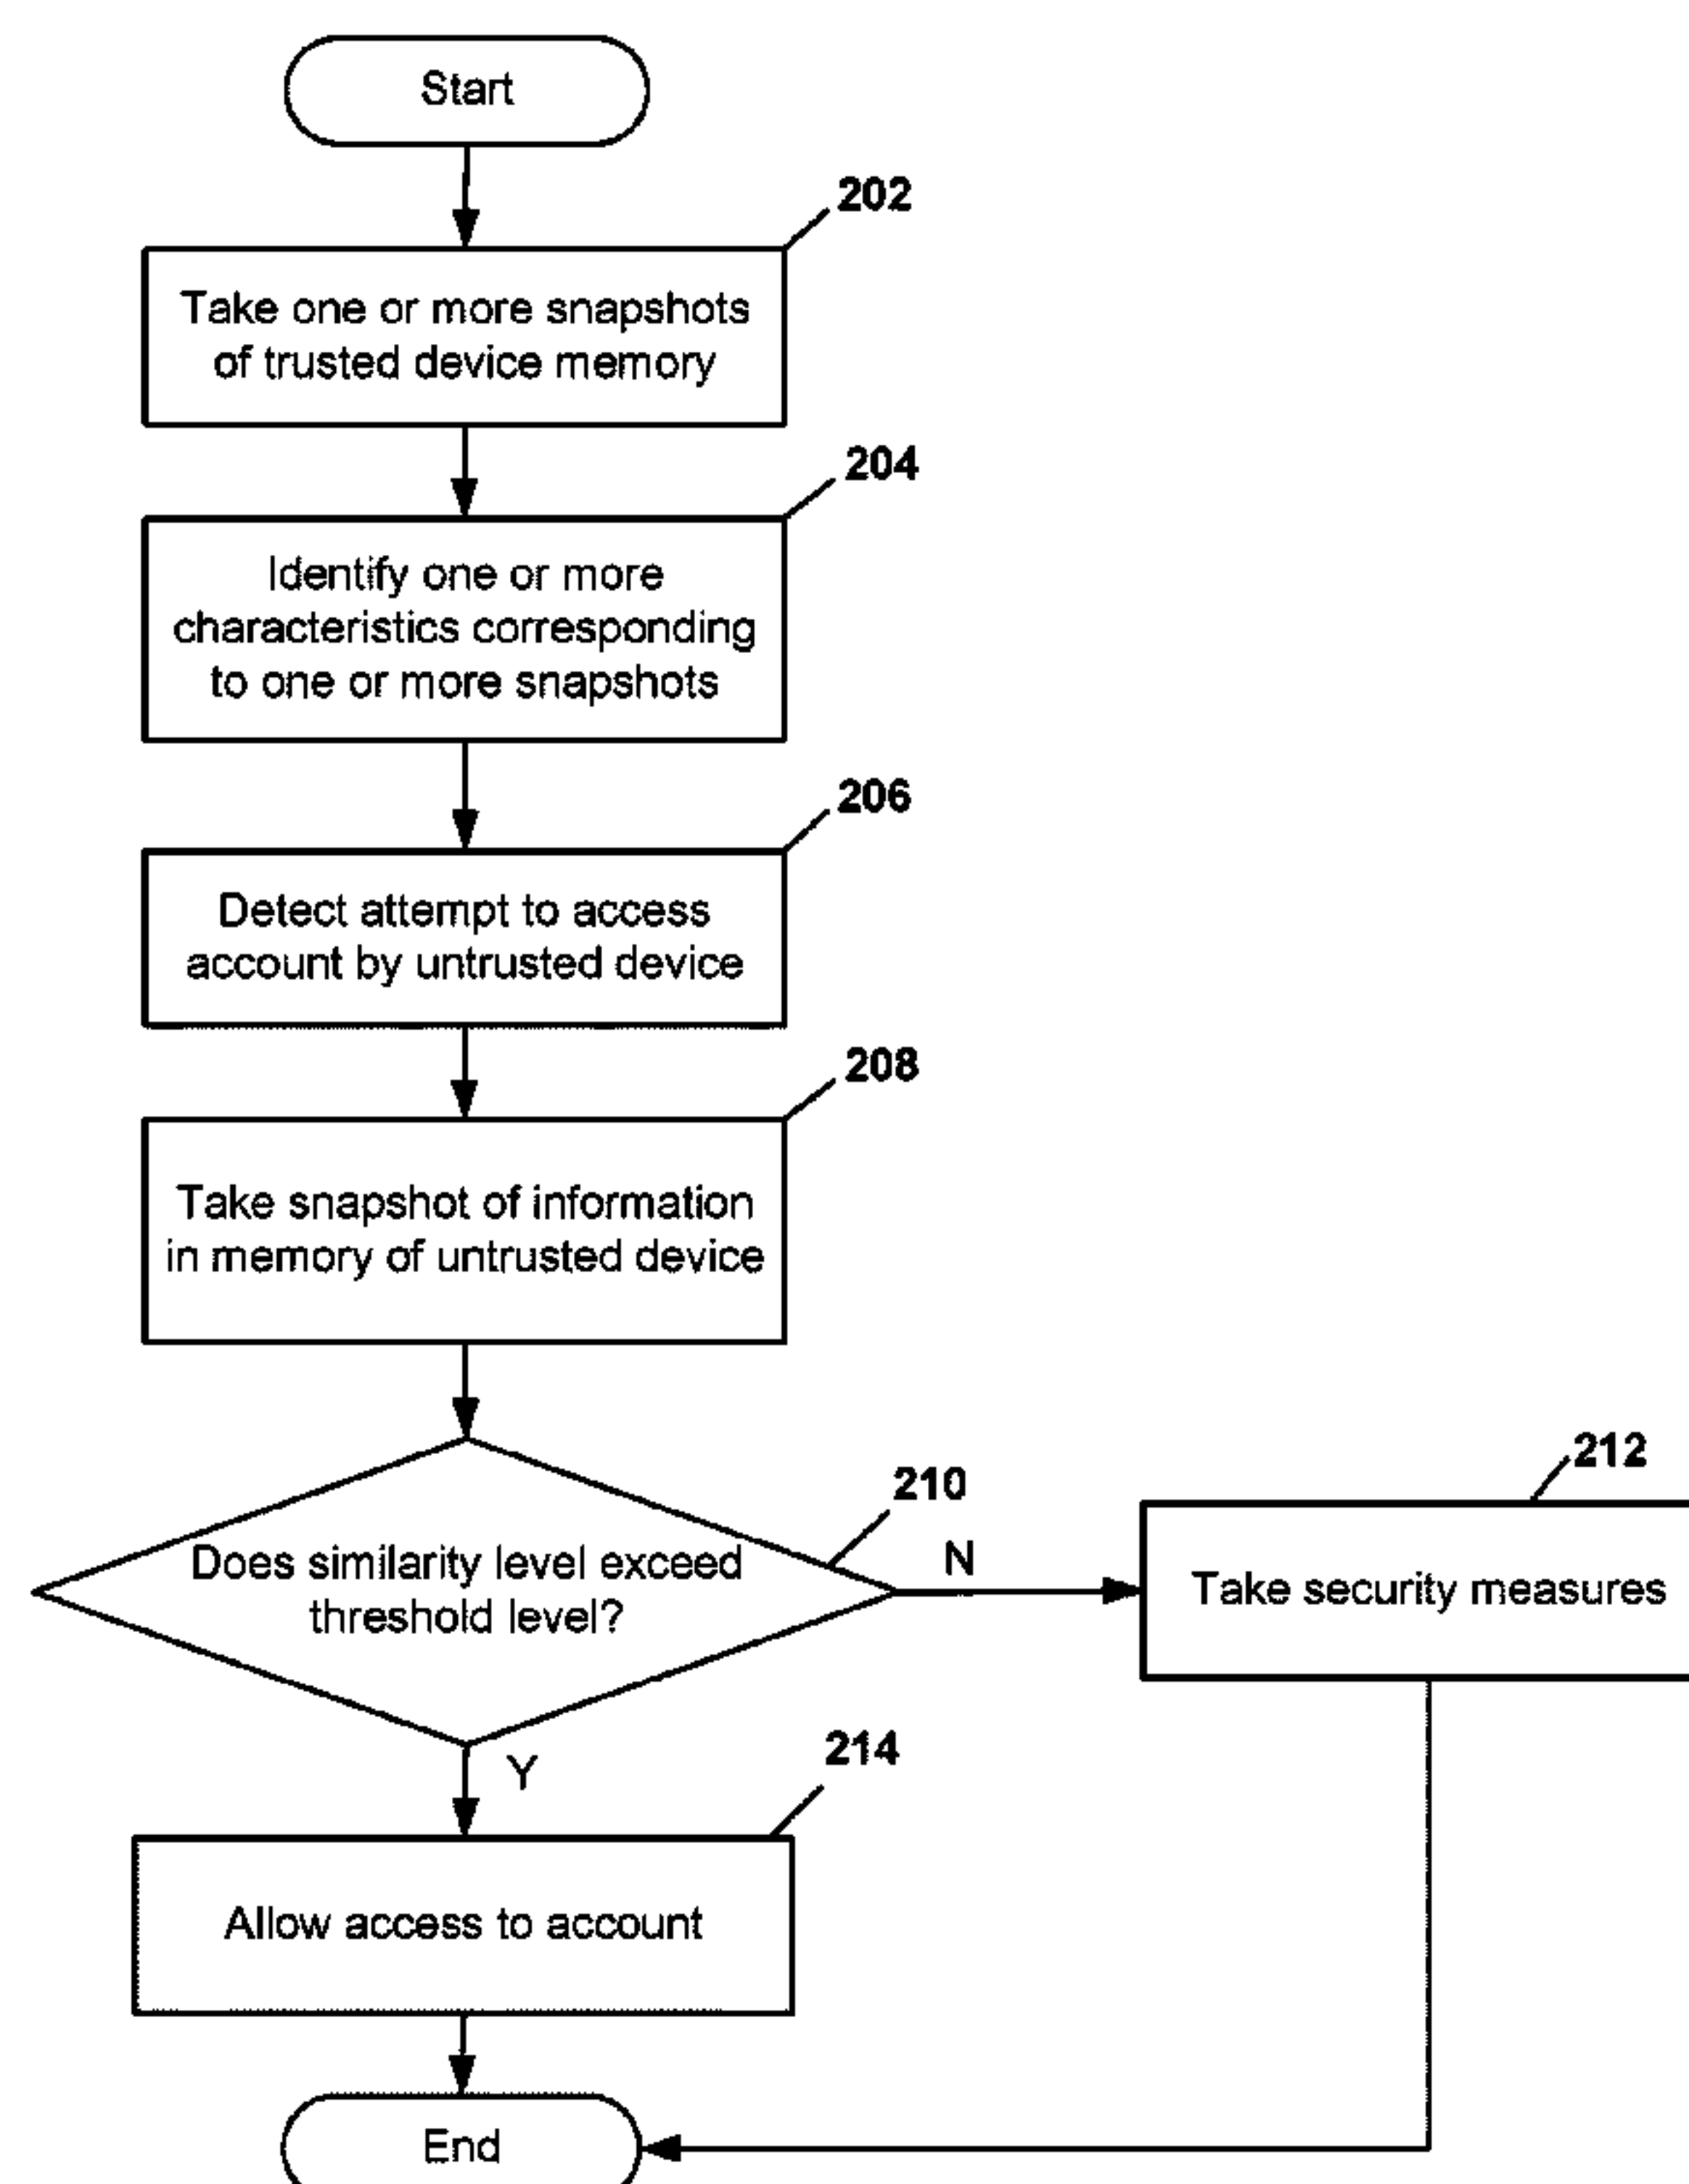 Start
202
Take one or more snapshots
of trusted device memory
204
Identify one or more
characteristics corresponding
to one or more snapshots
206
Detect attempt to access
account by untrusted device
208
Take snapshot of information
in memory of untrusted device
210
Does similarity level exceed
threshold level?
N
212
Take security measures
Y
214
Allow access to account
End